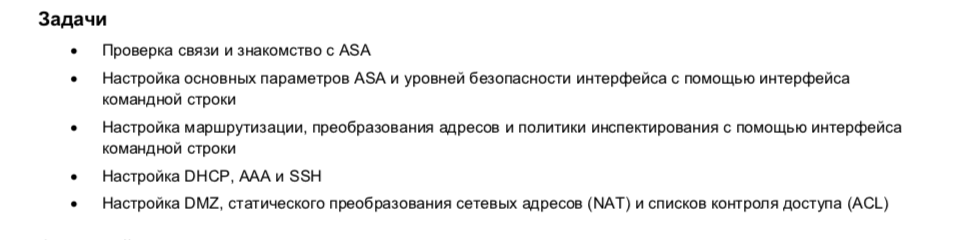 Задачи
• Проверка связи и знакомство с ASA
• Настройка основных параметров ASA и уровней безопасности интерфейса с помощью интерфейса
командной строки
• Настройка маршрутизации, преобразования адресов и политики инспектирования с помощью интерфейса
командной строки
• Настройка DHCP, AAA и SSH
• Настройка DMZ, статического преобразования сетевых адресов (NAT) и списков контроля доступа (ACL)